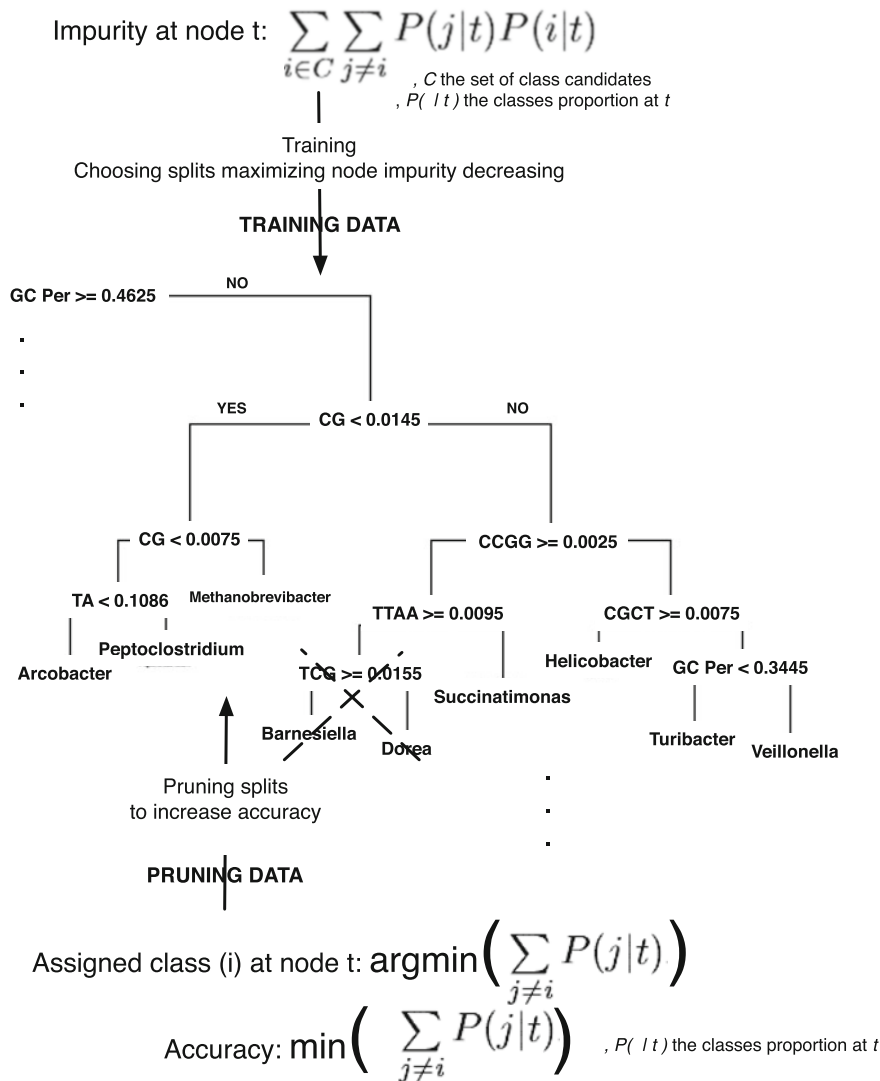 Impurity at node t: ∑_{i∈C} ∑_{j≠i} P(j|t)P(i|t)
, C the set of class candidates
, P( | t ) the classes proportion at t
Training
Choosing splits maximizing node impurity decreasing
TRAINING DATA
NO
GC Per >= 0.4625
YES
NO
CG < 0.0145
CG < 0.0075
CCGG >= 0.0025
TA < 0.1086
Methanobrevibacter
TTAA >= 0.0095
CGCT >= 0.0075
Peptoclostridium
Arcobacter
TCG >= 0.0155
Helicobacter
GC Per < 0.3445
Succinatimonas
Barnesiella
Dorea
Turibacter
Veillonella
Pruning splits
to increase accuracy
PRUNING DATA
Assigned class (i) at node t: argmin( ∑_{j≠i} P(j|t) )
Accuracy: min( ∑_{j≠i} P(j|t) )
, P( | t ) the classes proportion at t